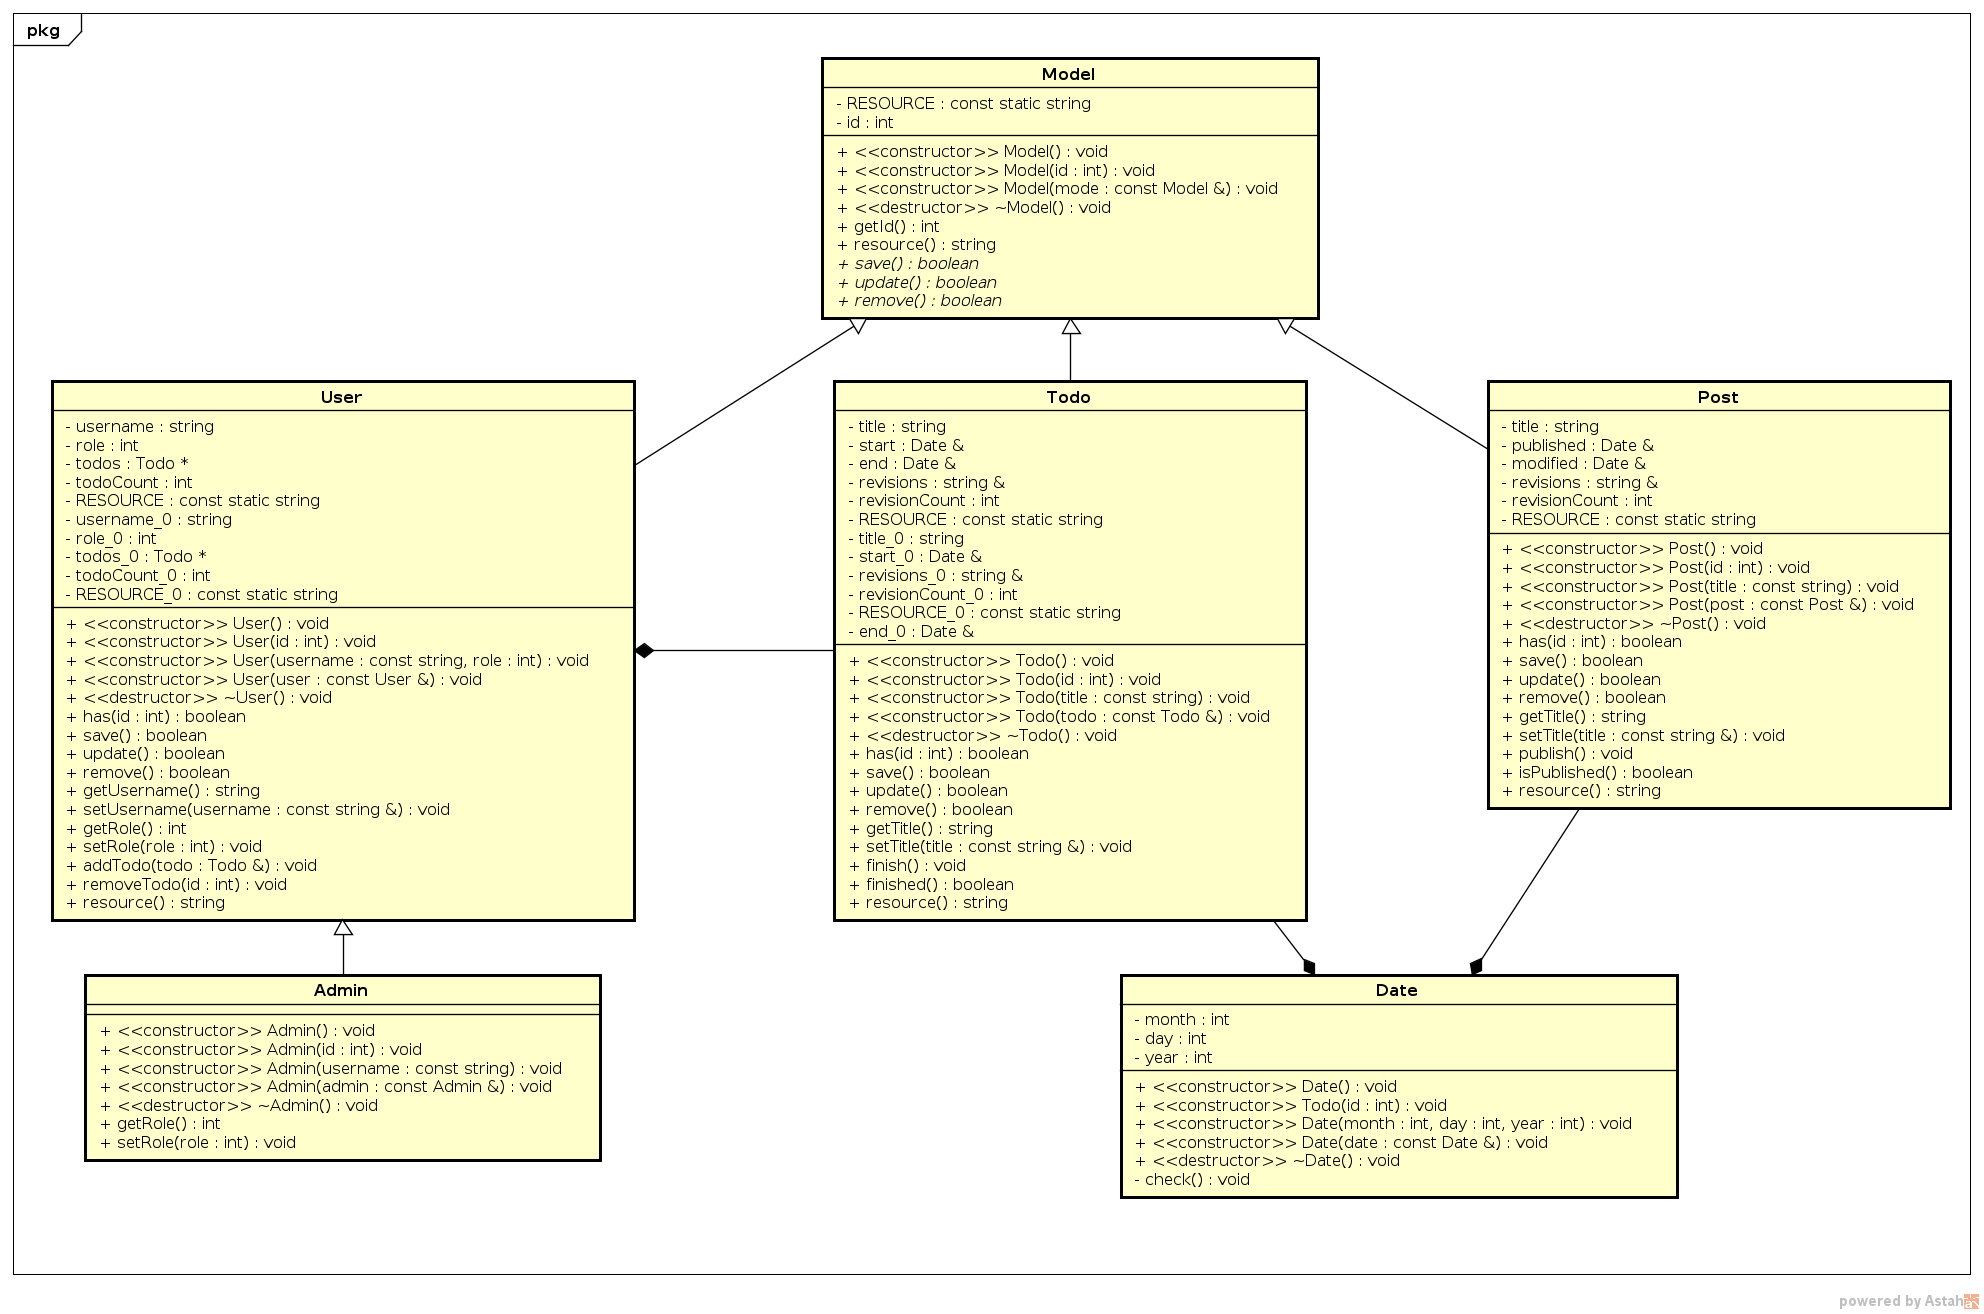 pkg
Model
- RESOURCE : const static string
- id : int
+ <<constructor>> Model() : void
+ <<constructor>> Model(id : int) : void
+ <<constructor>> Model(mode : const Model &) : void
+ <<destructor>> ~Model() : void
+ getId() : int
+ resource() : string
+ save() : boolean
+ update() : boolean
+ remove() : boolean
User
- username : string
- role : int
- todos : Todo *
- todoCount : int
- RESOURCE : const static string
- username_0 : string
- role_0 : int
- todos_0 : Todo *
- todoCount_0 : int
- RESOURCE_0 : const static string
+ <<constructor>> User() : void
+ <<constructor>> User(id : int) : void
+ <<constructor>> User(username : const string, role : int) : void
+ <<constructor>> User(user : const User &) : void
+ <<destructor>> ~User() : void
+ has(id : int) : boolean
+ save() : boolean
+ update() : boolean
+ remove() : boolean
+ getUsername() : string
+ setUsername(username : const string &) : void
+ getRole() : int
+ setRole(role : int) : void
+ addTodo(todo : Todo &) : void
+ removeTodo(id : int) : void
+ resource() : string
Todo
- title : string
- start : Date &
- end : Date &
- revisions : string &
- revisionCount : int
- RESOURCE : const static string
- title_0 : string
- start_0 : Date &
- revisions_0 : string &
- revisionCount_0 : int
- RESOURCE_0 : const static string
- end_0 : Date &
+ <<constructor>> Todo() : void
+ <<constructor>> Todo(id : int) : void
+ <<constructor>> Todo(title : const string) : void
+ <<constructor>> Todo(todo : const Todo &) : void
+ <<destructor>> ~Todo() : void
+ has(id : int) : boolean
+ save() : boolean
+ update() : boolean
+ remove() : boolean
+ getTitle() : string
+ setTitle(title : const string &) : void
+ finish() : void
+ finished() : boolean
+ resource() : string
Post
- title : string
- published : Date &
- modified : Date &
- revisions : string &
- revisionCount : int
- RESOURCE : const static string
+ <<constructor>> Post() : void
+ <<constructor>> Post(id : int) : void
+ <<constructor>> Post(title : const string) : void
+ <<constructor>> Post(post : const Post &) : void
+ <<destructor>> ~Post() : void
+ has(id : int) : boolean
+ save() : boolean
+ update() : boolean
+ remove() : boolean
+ getTitle() : string
+ setTitle(title : const string &) : void
+ publish() : void
+ isPublished() : boolean
+ resource() : string
Admin
+ <<constructor>> Admin() : void
+ <<constructor>> Admin(id : int) : void
+ <<constructor>> Admin(username : const string) : void
+ <<constructor>> Admin(admin : const Admin &) : void
+ <<destructor>> ~Admin() : void
+ getRole() : int
+ setRole(role : int) : void
Date
- month : int
- day : int
- year : int
+ <<constructor>> Date() : void
+ <<constructor>> Todo(id : int) : void
+ <<constructor>> Date(month : int, day : int, year : int) : void
+ <<constructor>> Date(date : const Date &) : void
+ <<destructor>> ~Date() : void
- check() : void
powered by Astah